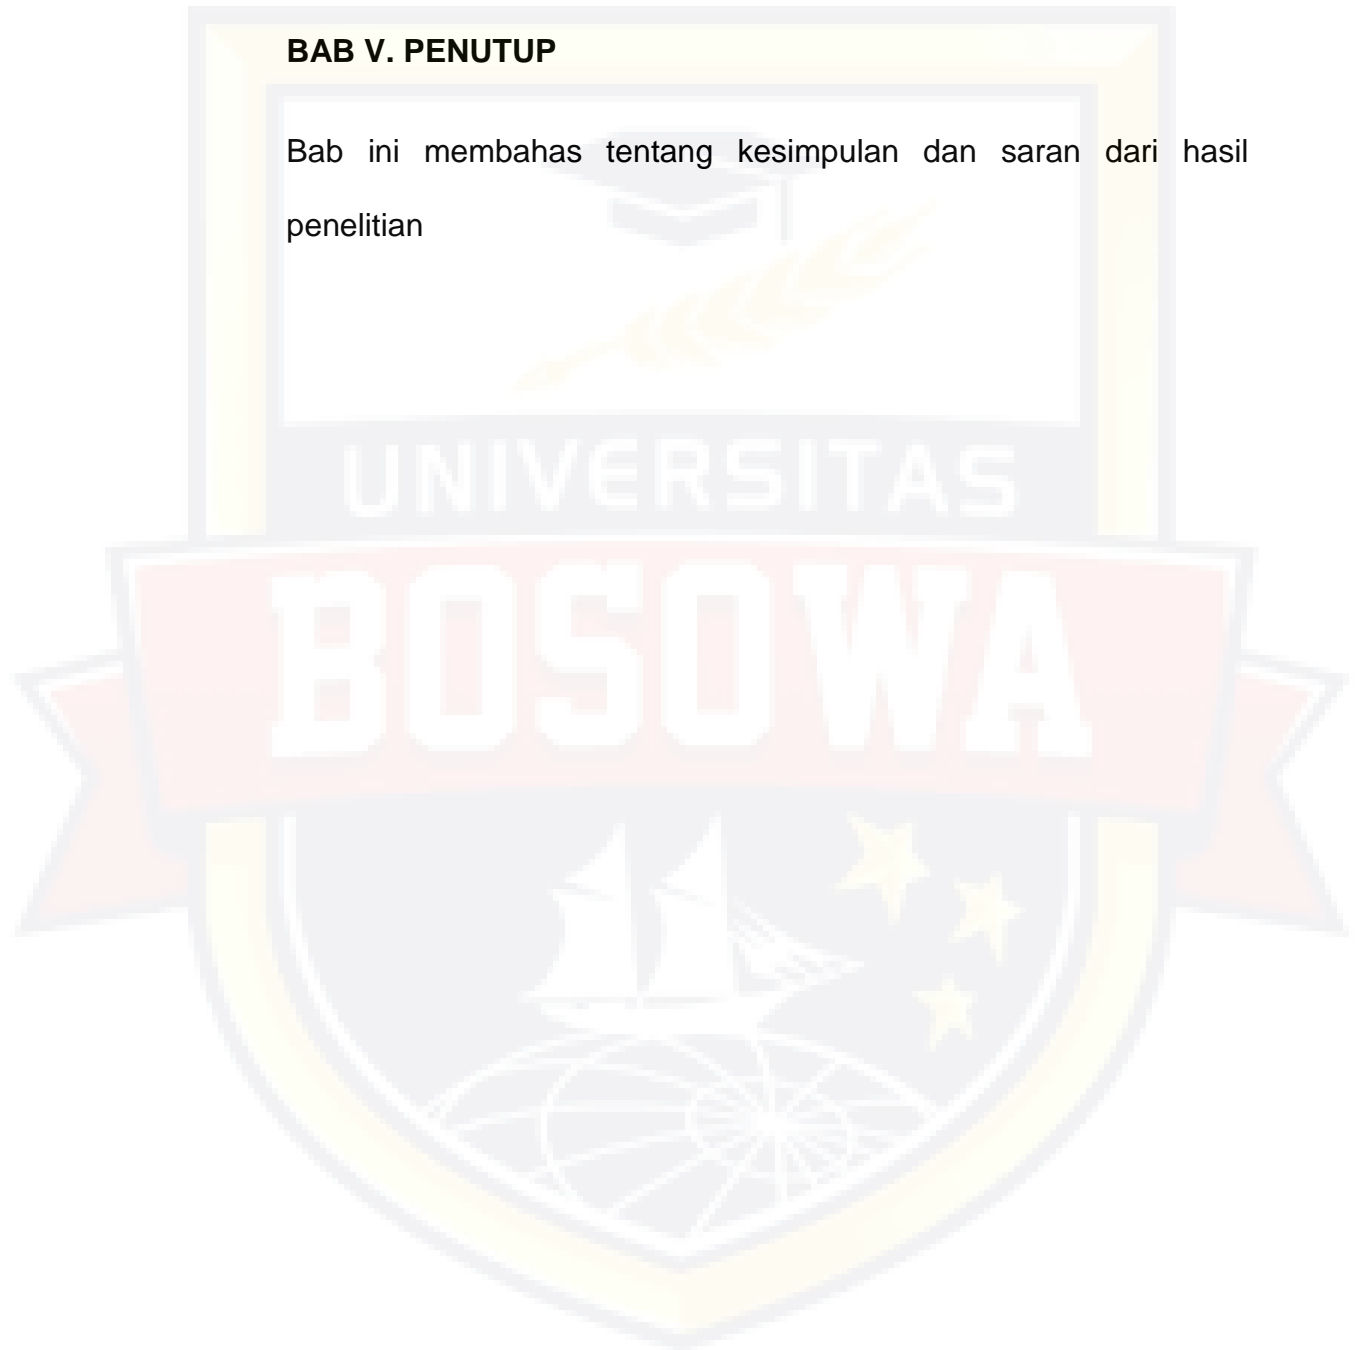 BAB V. PENUTUP
Bab ini membahas tentang kesimpulan dan saran dari hasil
penelitian
UNIVERSITAS
BOSOWA